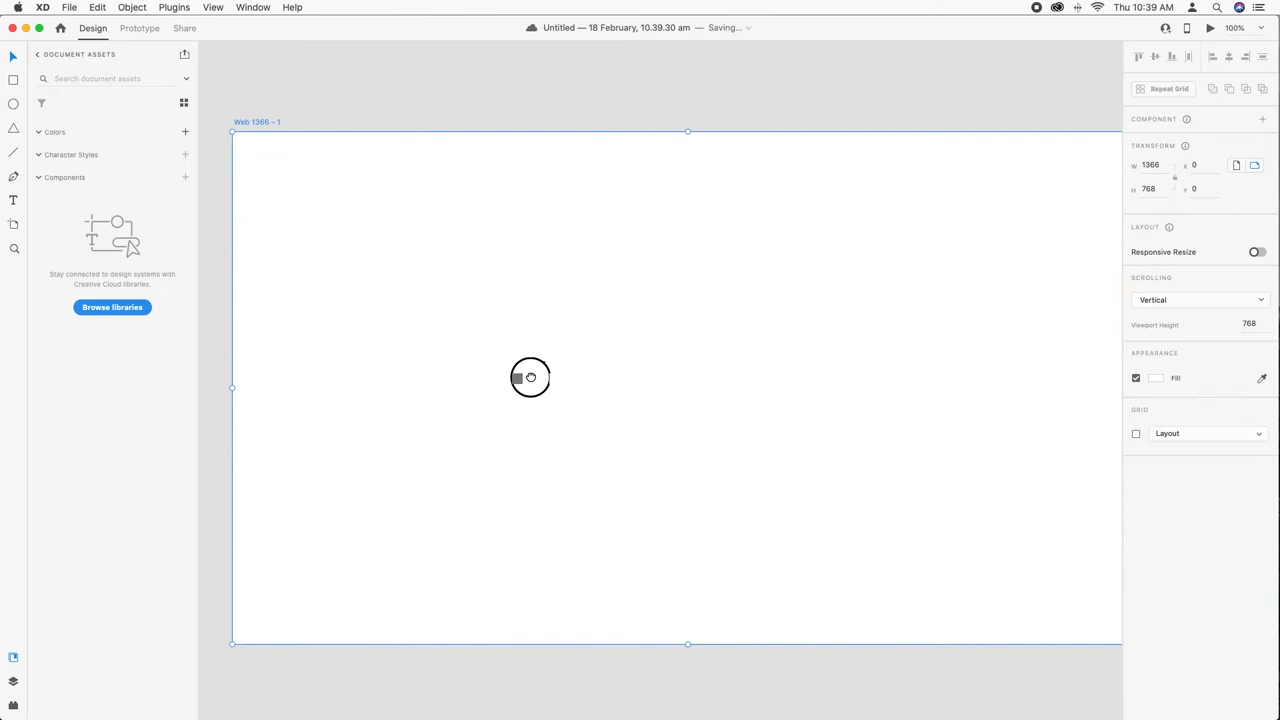 XD File Edit Object Plugins View Window Help
Thu 10:39 AM
Design Prototype Share
Untitled — 18 February, 10.39.30 am — Saving...
100%
DOCUMENT ASSETS
Search document assets
Colors
Character Styles
Components
Stay connected to design systems with
Creative Cloud libraries.
Browse libraries
Web 1366 – 1
Repeat Grid
COMPONENT
TRANSFORM
W 1366 X 0
H 768 Y 0
LAYOUT
Responsive Resize
SCROLLING
Vertical
Viewport Height 768
APPEARANCE
Fill
GRID
Layout